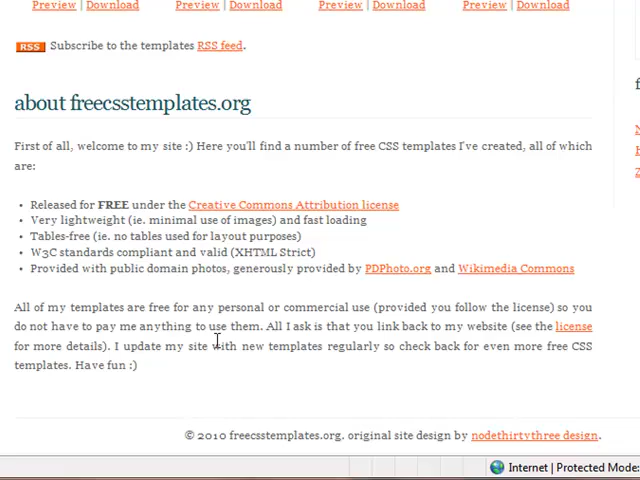 Preview | Download Preview | Download Preview | Download Preview | Download
RSS Subscribe to the templates RSS feed.
about freecsstemplates.org
First of all, welcome to my site :) Here you'll find a number of free CSS templates I've created, all of which
are:
• Released for FREE under the Creative Commons Attribution license
• Very lightweight (ie. minimal use of images) and fast loading
• Tables-free (ie. no tables used for layout purposes)
• W3C standards compliant and valid (XHTML Strict)
• Provided with public domain photos, generously provided by PDPhoto.org and Wikimedia Commons
All of my templates are free for any personal or commercial use (provided you follow the license) so you
do not have to pay me anything to use them. All I ask is that you link back to my website (see the license
for more details). I update my site with new templates regularly so check back for even more free CSS
templates. Have fun :)
© 2010 freecsstemplates.org. original site design by nodethirtythree design.
Internet | Protected Mode: